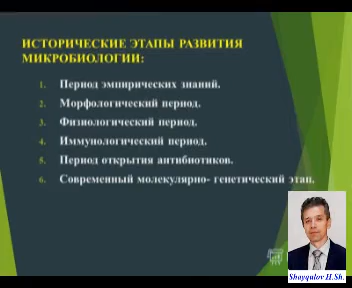 ИСТОРИЧЕСКИЕ ЭТАПЫ РАЗВИТИЯ
МИКРОБИОЛОГИИ:
1. Период эмпирических знаний.
2. Морфологический период.
3. Физиологический период.
4. Иммунологический период.
5. Период открытия антибиотиков.
6. Современный молекулярно- генетический этап.
Shoyqulov H.Sh.